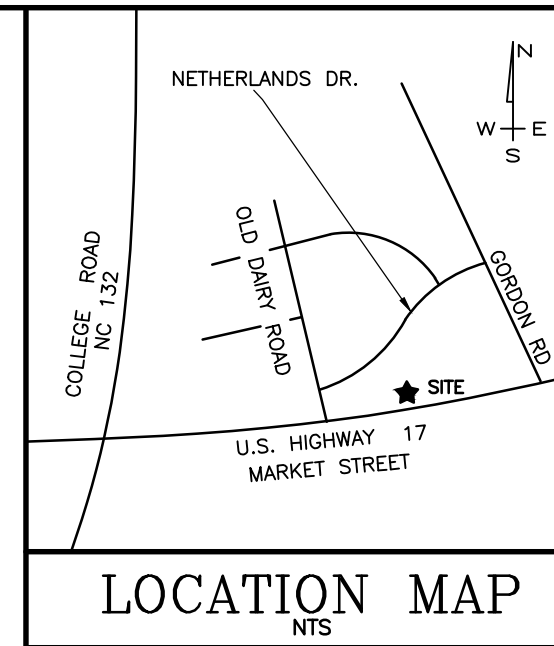 N
NETHERLANDS DR.
W E
S
OLD DAIRY ROAD
COLLEGE ROAD
NC 132
GORDON RD
SITE
U.S. HIGHWAY 17
MARKET STREET
LOCATION MAP
NTS